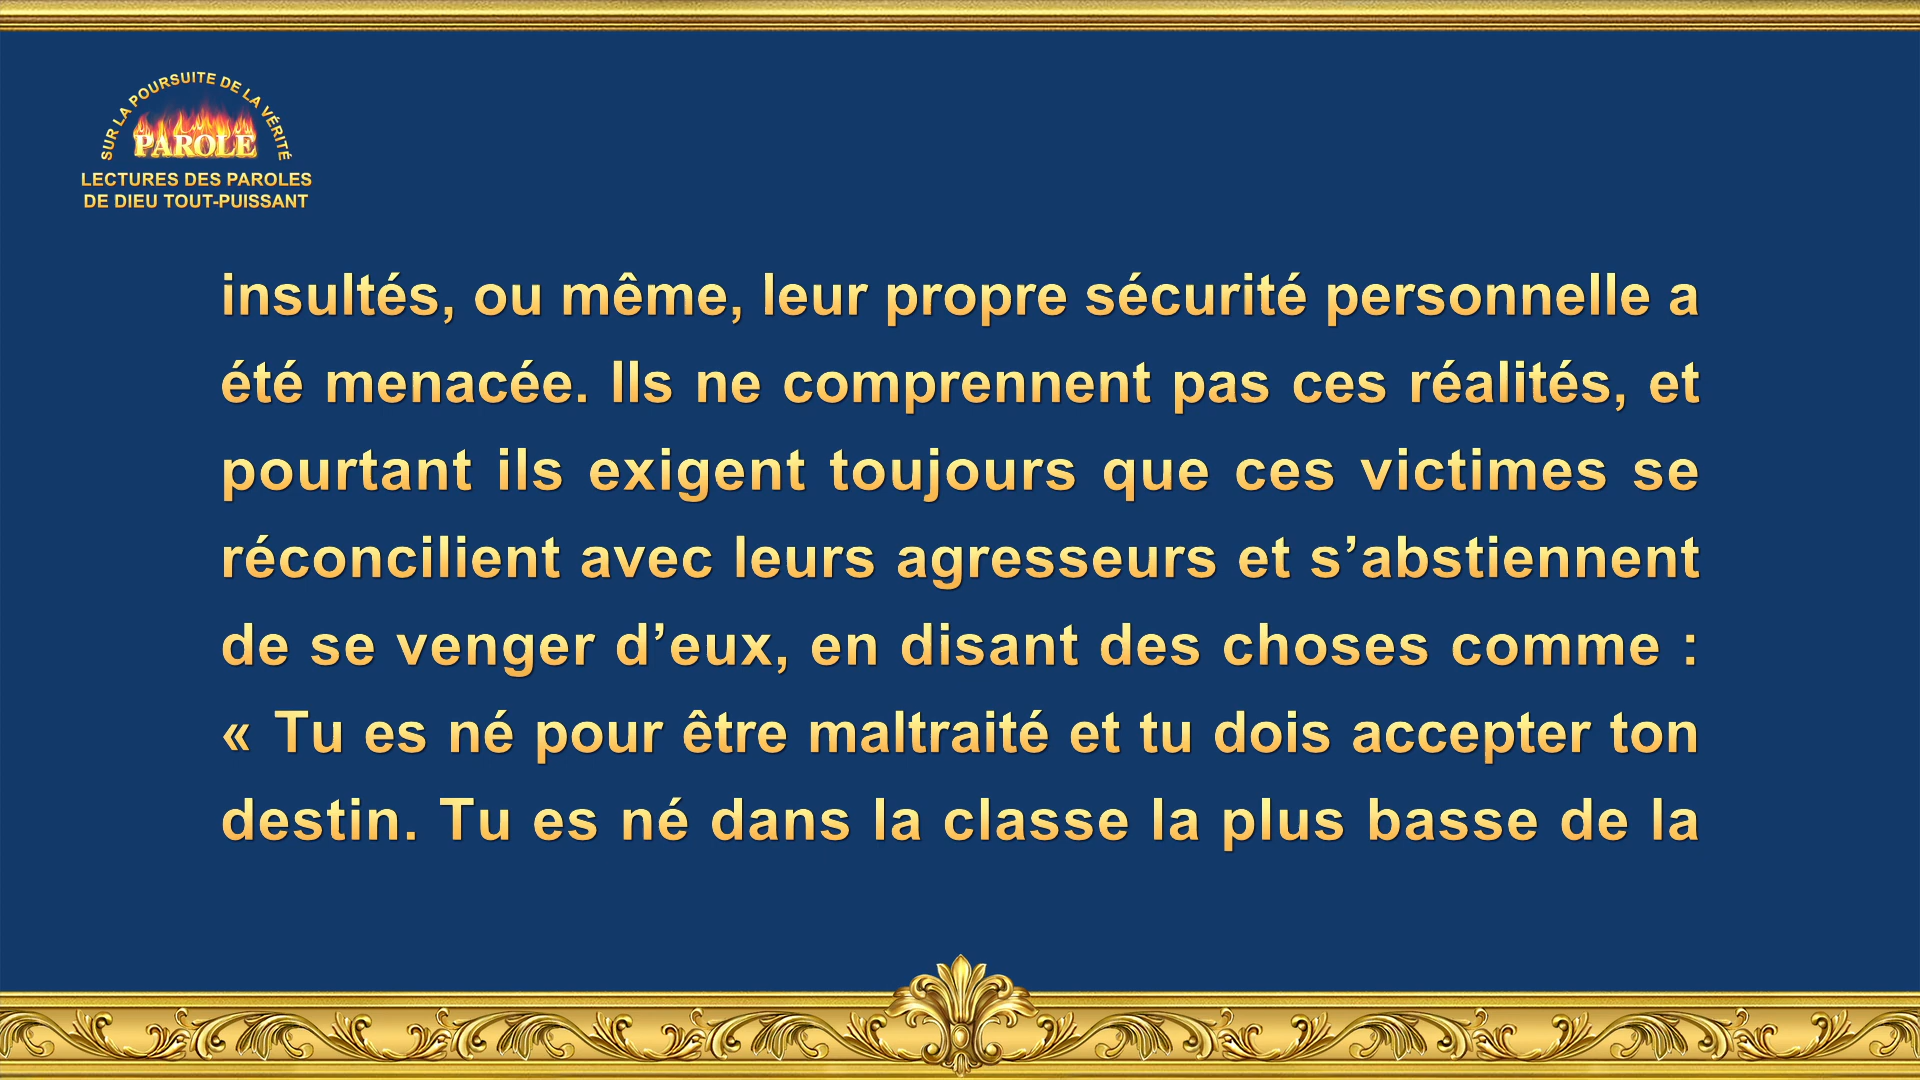 SUR LA POURSUITE DE LA VÉRITÉ
PAROLE
LECTURES DES PAROLES
DE DIEU TOUT-PUISSANT
insultés, ou même, leur propre sécurité personnelle a
été menacée. Ils ne comprennent pas ces réalités, et
pourtant ils exigent toujours que ces victimes se
réconcilient avec leurs agresseurs et s’abstiennent
de se venger d’eux, en disant des choses comme :
« Tu es né pour être maltraité et tu dois accepter ton
destin. Tu es né dans la classe la plus basse de la